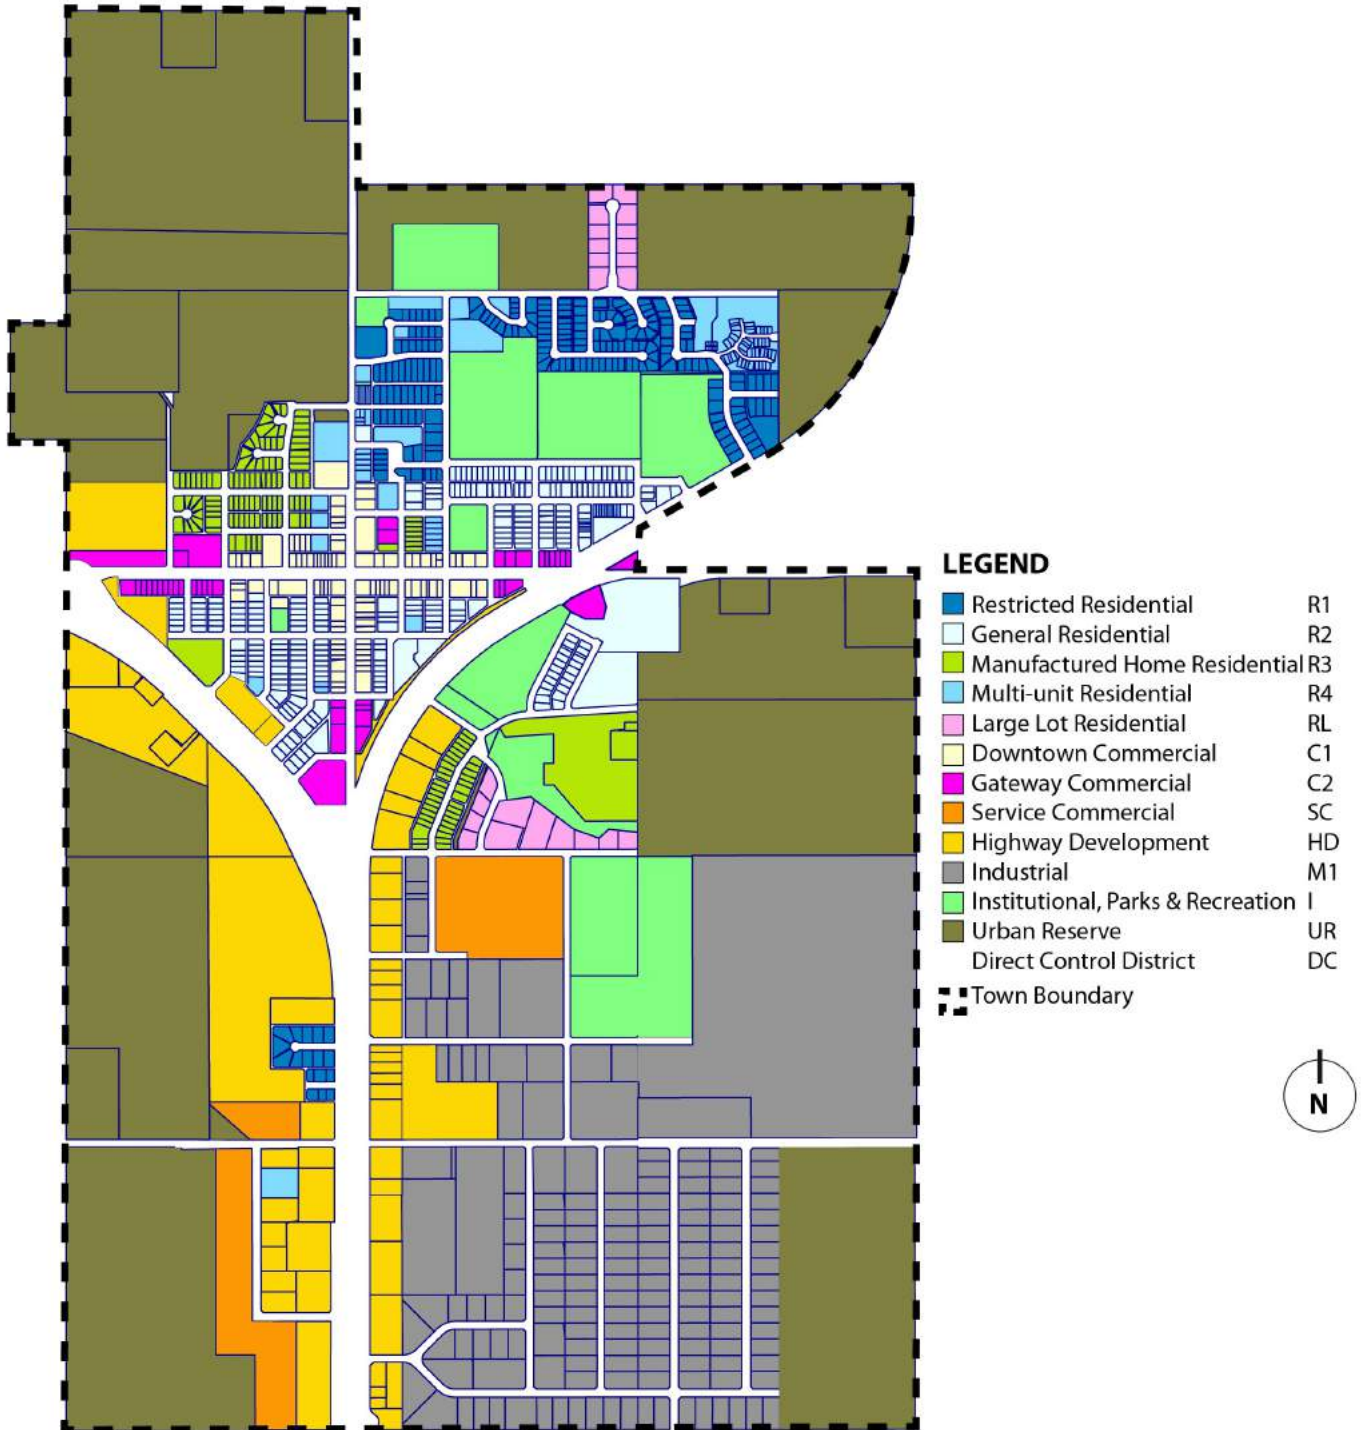 LEGEND
Restricted Residential R1
General Residential R2
Manufactured Home Residential R3
Multi-unit Residential R4
Large Lot Residential RL
Downtown Commercial C1
Gateway Commercial C2
Service Commercial SC
Highway Development HD
Industrial M1
Institutional, Parks & Recreation I
Urban Reserve UR
Direct Control District DC
Town Boundary
N